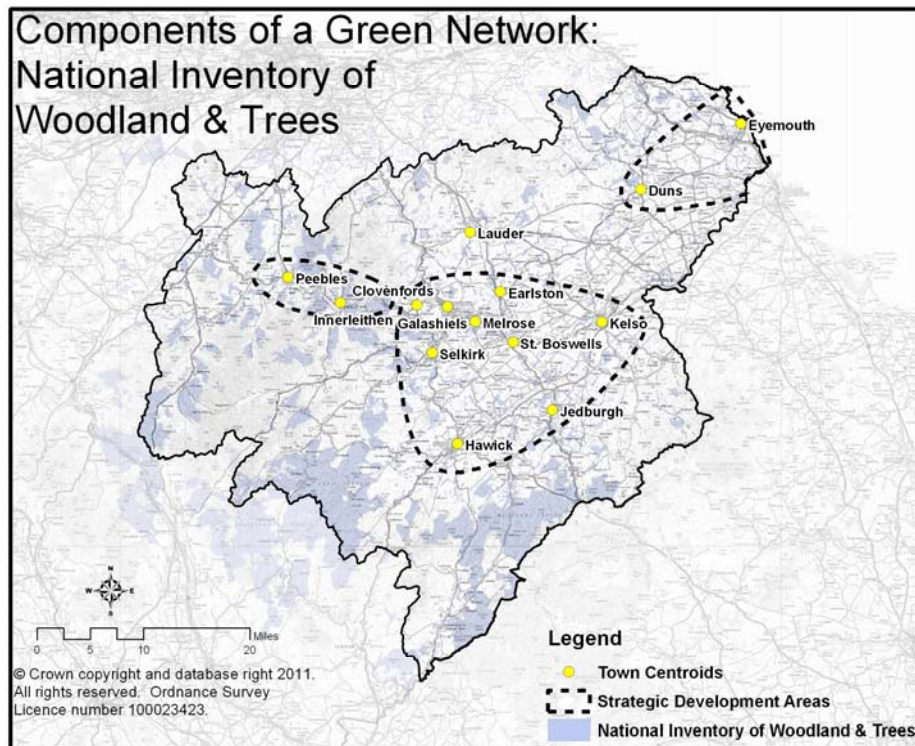 Components of a Green Network:
National Inventory of
Woodland & Trees
Eyemouth
Duns
Lauder
Peebles
Clovenfords
Earlston
Innerleithen
Galashiels
Melrose
Kelso
St. Boswells
Selkirk
Jedburgh
Hawick
N
W
E
S
Miles
0
5
10
20
© Crown copyright and database right 2011.
All rights reserved. Ordnance Survey
Licence number 100023423.
Legend
Town Centroids
Strategic Development Areas
National Inventory of Woodland & Trees